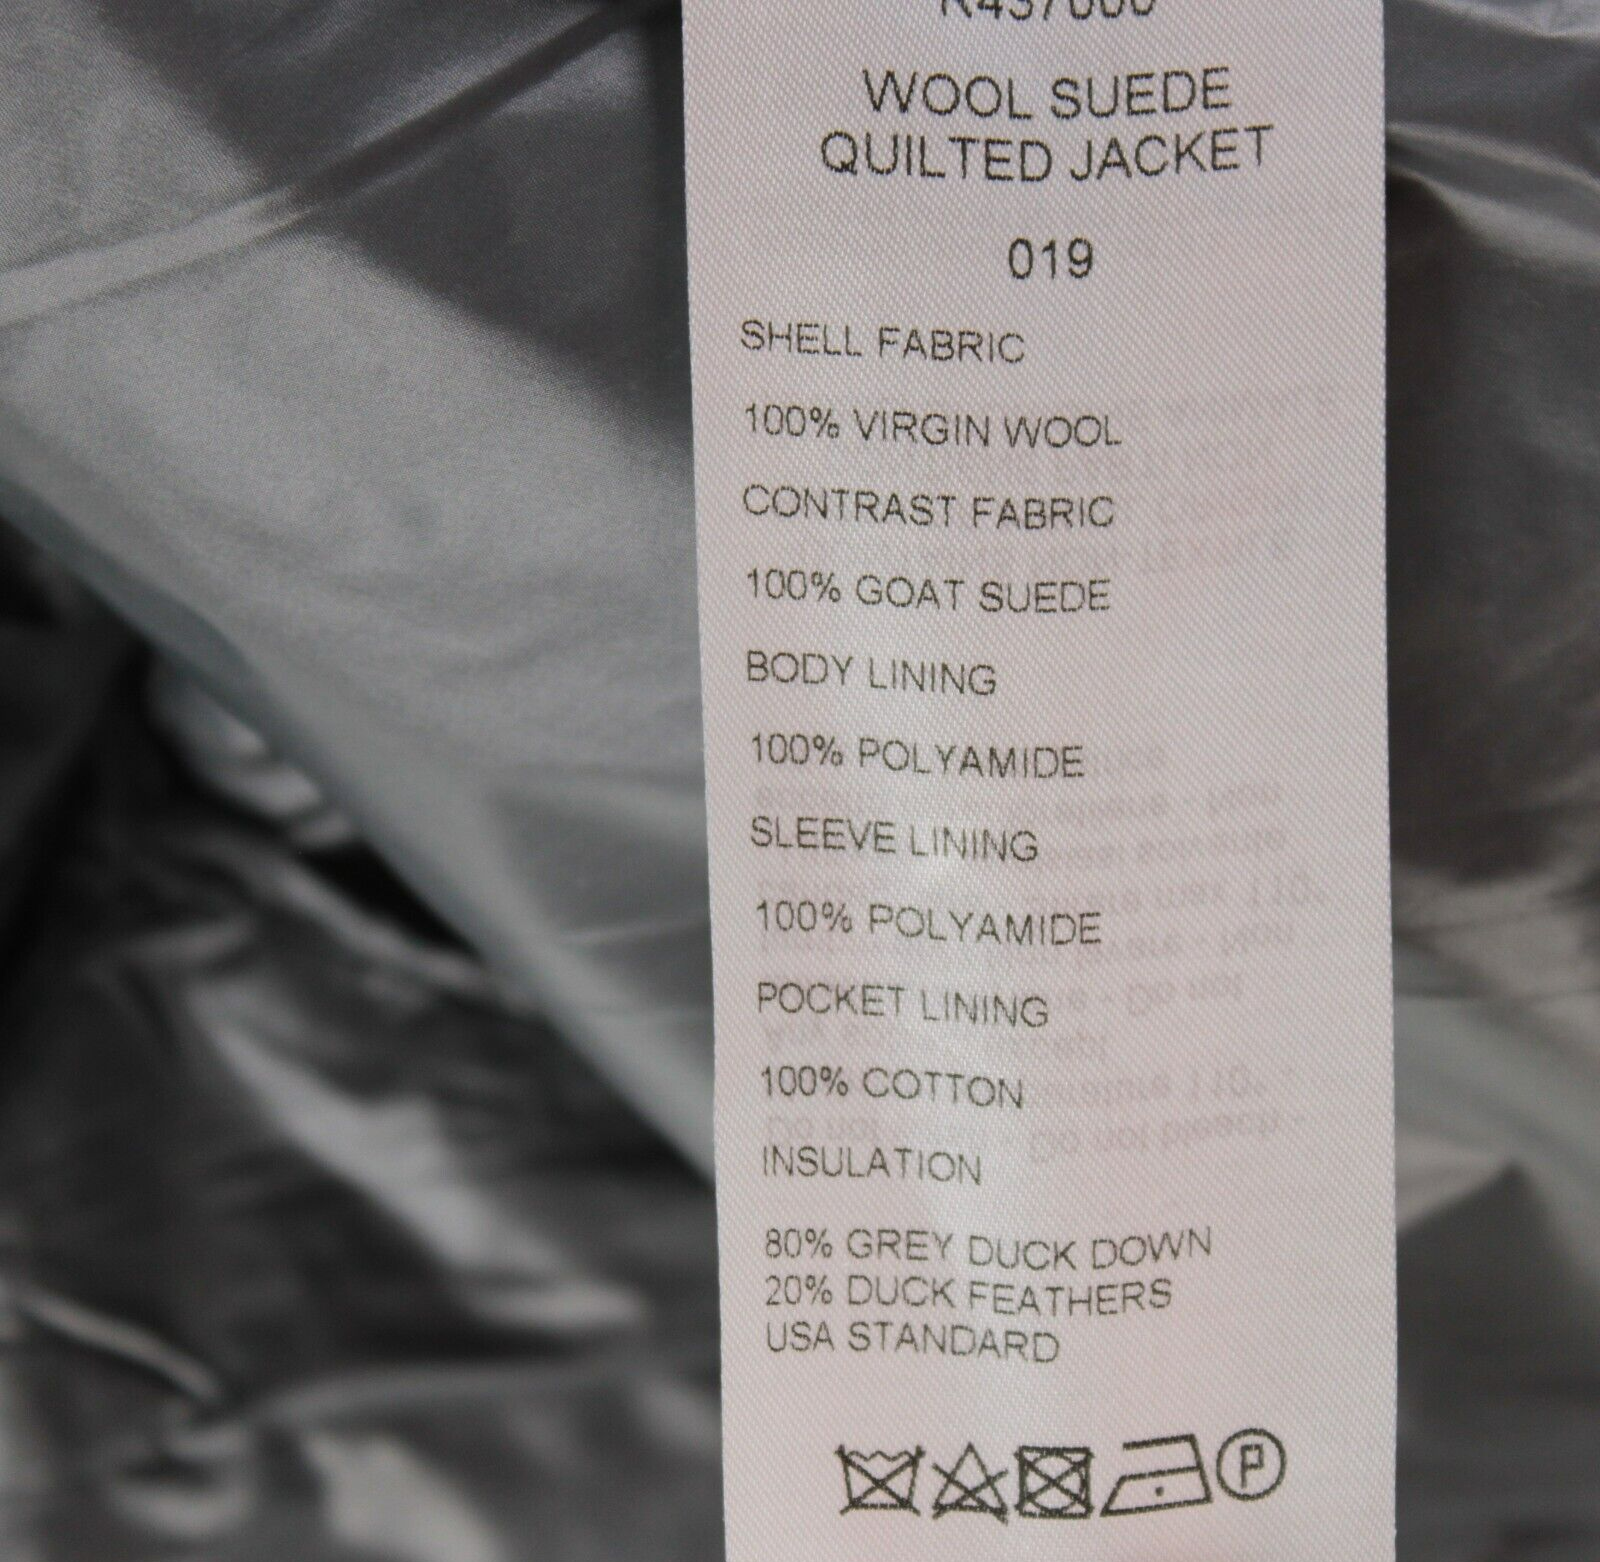 WOOL SUEDE
QUILTED JACKET
019
SHELL FABRIC
100% VIRGIN WOOL
CONTRAST FABRIC
100% GOAT SUEDE
BODY LINING
100% POLYAMIDE
SLEEVE LINING
100% POLYAMIDE
POCKET LINING
100% COTTON
INSULATION
80% GREY DUCK DOWN
20% DUCK FEATHERS
USA STANDARD
P